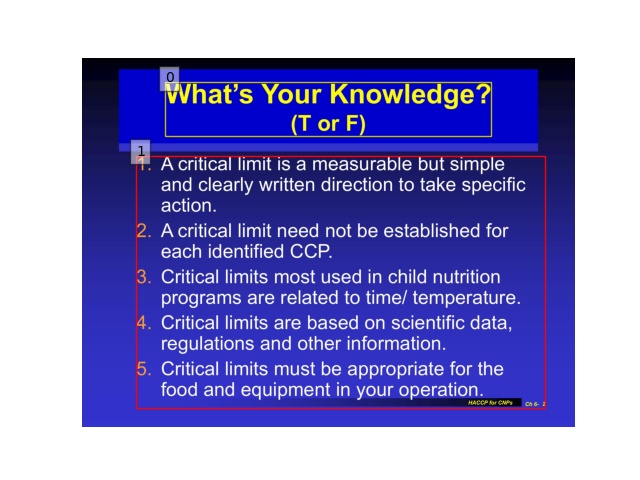 0
What's Your Knowledge?
(T or F)
1
1. A critical limit is a measurable but simple
and clearly written direction to take specific
action.
2. A critical limit need not be established for
each identified CCP.
3. Critical limits most used in child nutrition
programs are related to time/ temperature.
4. Critical limits are based on scientific data,
regulations and other information.
5. Critical limits must be appropriate for the
food and equipment in your operation.
HACCP for CNPs Ch 6- 2